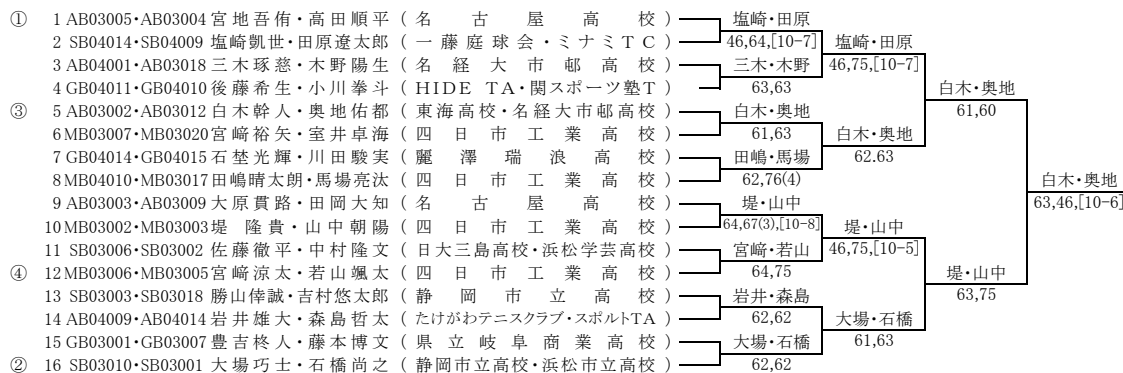 ① 1 AB03005・AB03004 宮地吾侑・高田順平 ( 名古屋高校 )
2 SB04014・SB04009 塩崎凱世・田原遼太郎 ( 一藤庭球会・ミナミTC )
3 AB04001・AB03018 三木琢慈・木野陽生 ( 名経大市邨高校 )
4 GB04011・GB04010 後藤希生・小川拳斗 ( HIDE TA・関スポーツ塾T )
③ 5 AB03002・AB03012 白木幹人・奥地佑都 ( 東海高校・名経大市邨高校 )
6 MB03007・MB03020 宮﨑裕矢・室井卓海 ( 四日市工業高校 )
7 GB04014・GB04015 石埜光輝・川田駿実 ( 麗澤瑞浪高校 )
8 MB04010・MB03017 田嶋晴太朗・馬場亮汰 ( 四日市工業高校 )
9 AB03003・AB03009 大原貫路・田岡大知 ( 名古屋高校 )
10 MB03002・MB03003 堤 隆貴・山中朝陽 ( 四日市工業高校 )
11 SB03006・SB03002 佐藤徹平・中村隆文 ( 日大三島高校・浜松学芸高校 )
④ 12 MB03006・MB03005 宮﨑涼太・若山颯太 ( 四日市工業高校 )
13 SB03003・SB03018 勝山倖誠・吉村悠太郎 ( 静岡市立高校 )
14 AB04009・AB04014 岩井雄大・森島哲太 ( たけがわテニスクラブ・スポルトTA )
15 GB03001・GB03007 豊吉柊人・藤本博文 ( 県立岐阜商業高校 )
② 16 SB03010・SB03001 大場巧士・石橋尚之 ( 静岡市立高校・浜松市立高校 )
塩崎・田原
46,64,[10-7]
三木・木野
63,63
白木・奥地
61,63
田嶋・馬場
62,76(4)
堤・山中
64,67(3),[10-8]
宮﨑・若山
64,75
岩井・森島
62,62
大場・石橋
62,62
塩崎・田原
46,75,[10-7]
白木・奥地
62.63
堤・山中
46,75,[10-5]
大場・石橋
61,63
白木・奥地
61,60
堤・山中
63,75
白木・奥地
63,46,[10-6]